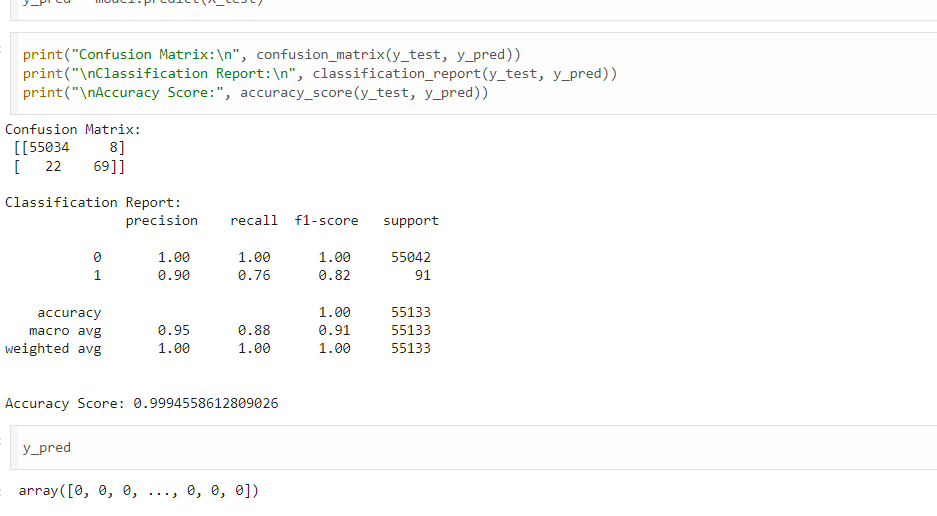 y_pred = model.predict(X_test)
print("Confusion Matrix:\n", confusion_matrix(y_test, y_pred))
print("\nClassification Report:\n", classification_report(y_test, y_pred))
print("\nAccuracy Score:", accuracy_score(y_test, y_pred))
Confusion Matrix:
[[55034 8]
[ 22 69]]
Classification Report:
precision recall f1-score support
0 1.00 1.00 1.00 55042
1 0.90 0.76 0.82 91
accuracy 1.00 55133
macro avg 0.95 0.88 0.91 55133
weighted avg 1.00 1.00 1.00 55133
Accuracy Score: 0.9994558612809026
y_pred
array([0, 0, 0, ..., 0, 0, 0])